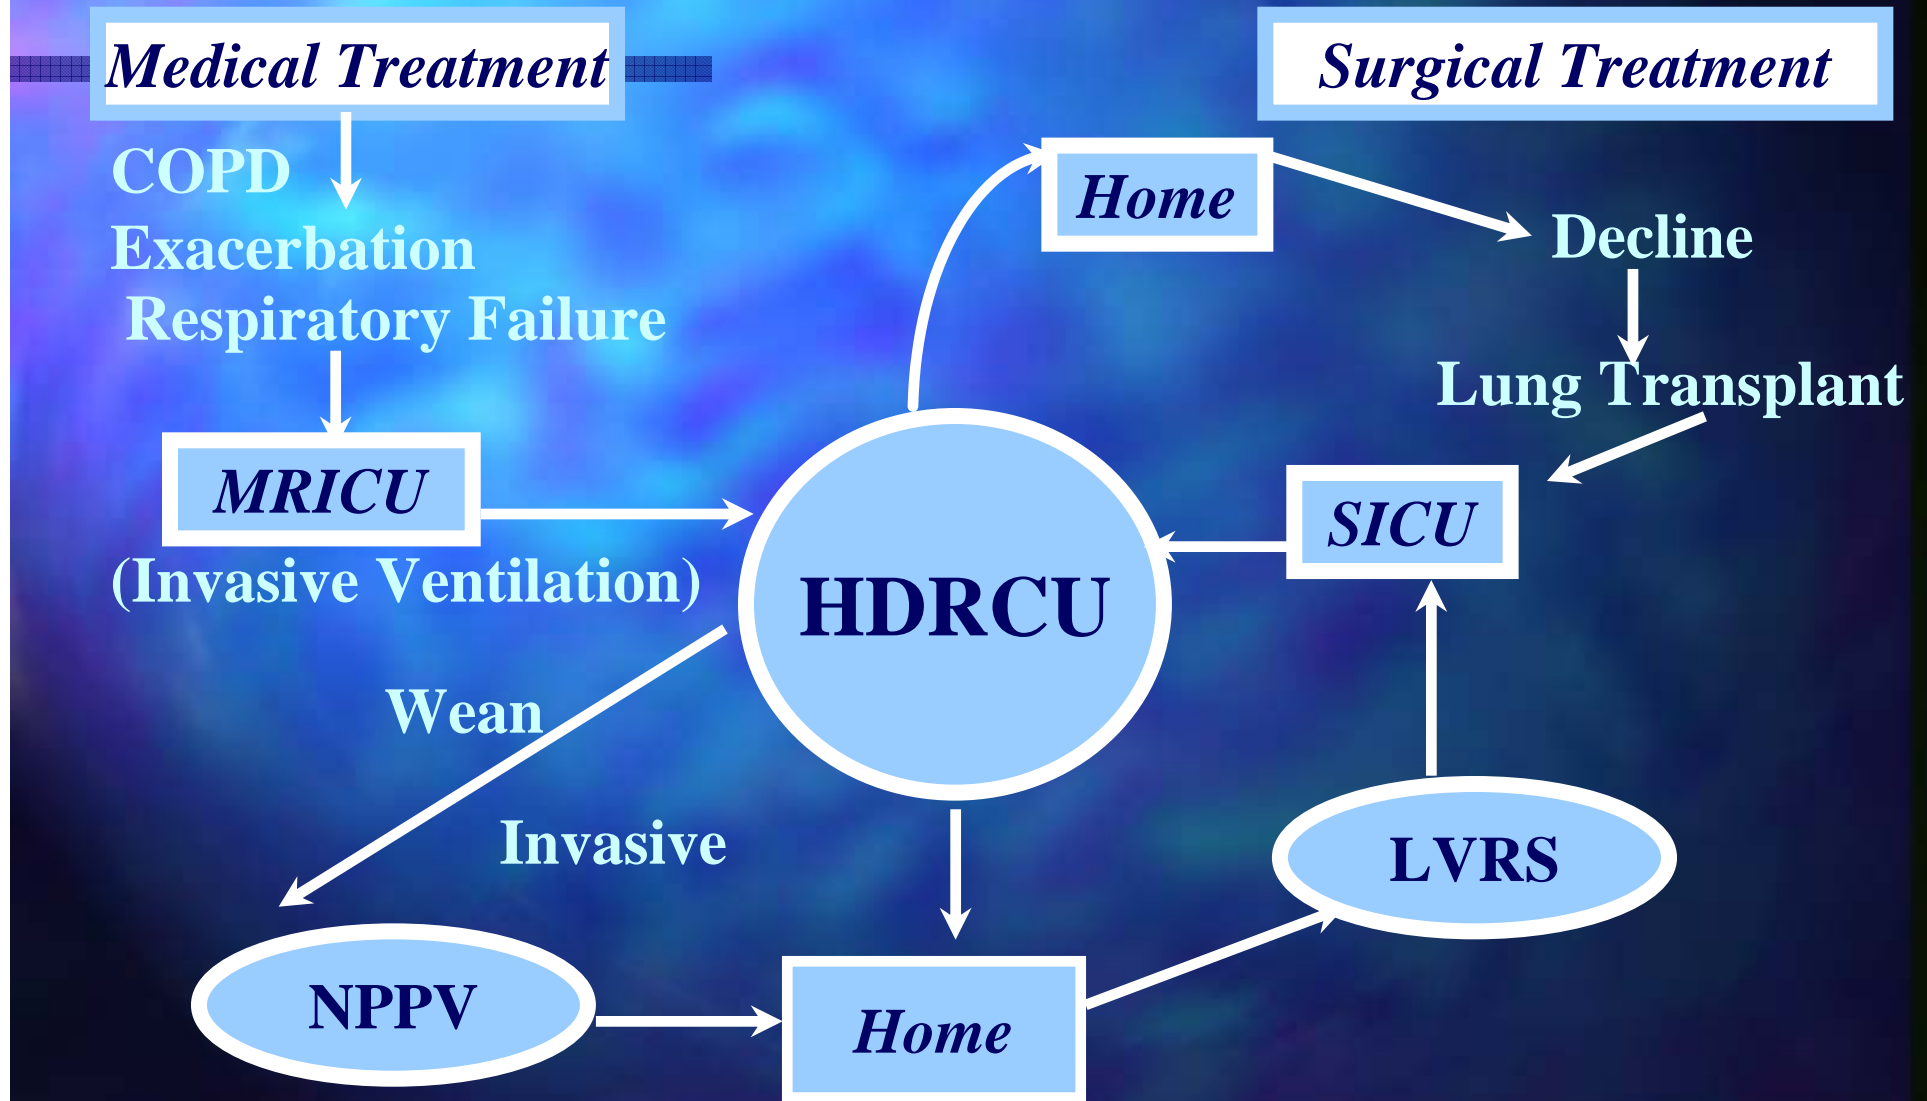 Medical Treatment
Surgical Treatment
COPD
Exacerbation
Respiratory Failure
Home
Decline
Lung Transplant
MRICU
(Invasive Ventilation)
SICU
HDRCU
Wean
Invasive
LVRS
NPPV
Home